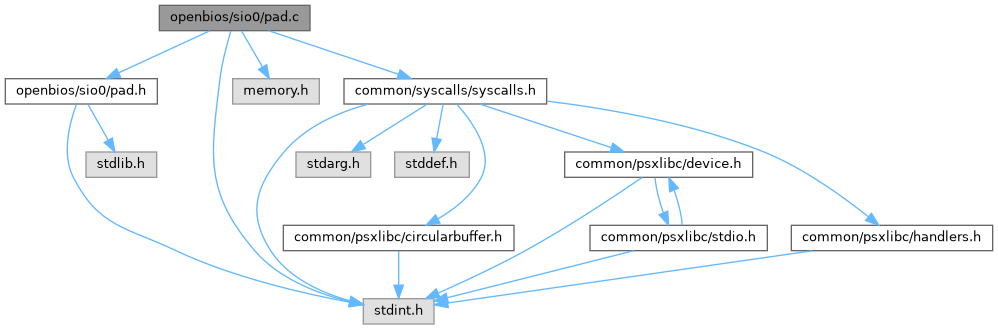 openbios/sio0/pad.c
openbios/sio0/pad.h
memory.h
common/syscalls/syscalls.h
stdlib.h
stdarg.h
stddef.h
common/psxlibc/device.h
common/psxlibc/circularbuffer.h
common/psxlibc/stdio.h
common/psxlibc/handlers.h
stdint.h